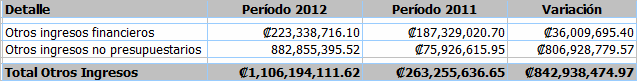 Detalle Período 2012 Período 2011 Variación
Otros ingresos financieros ₡223,338,716.10 ₡187,329,020.70 ₡36,009,695.40
Otros ingresos no presupuestarios 882,855,395.52 ₡75,926,615.95 ₡806,928,779.57
Total Otros Ingresos ₡1,106,194,111.62 ₡263,255,636.65 ₡842,938,474.97